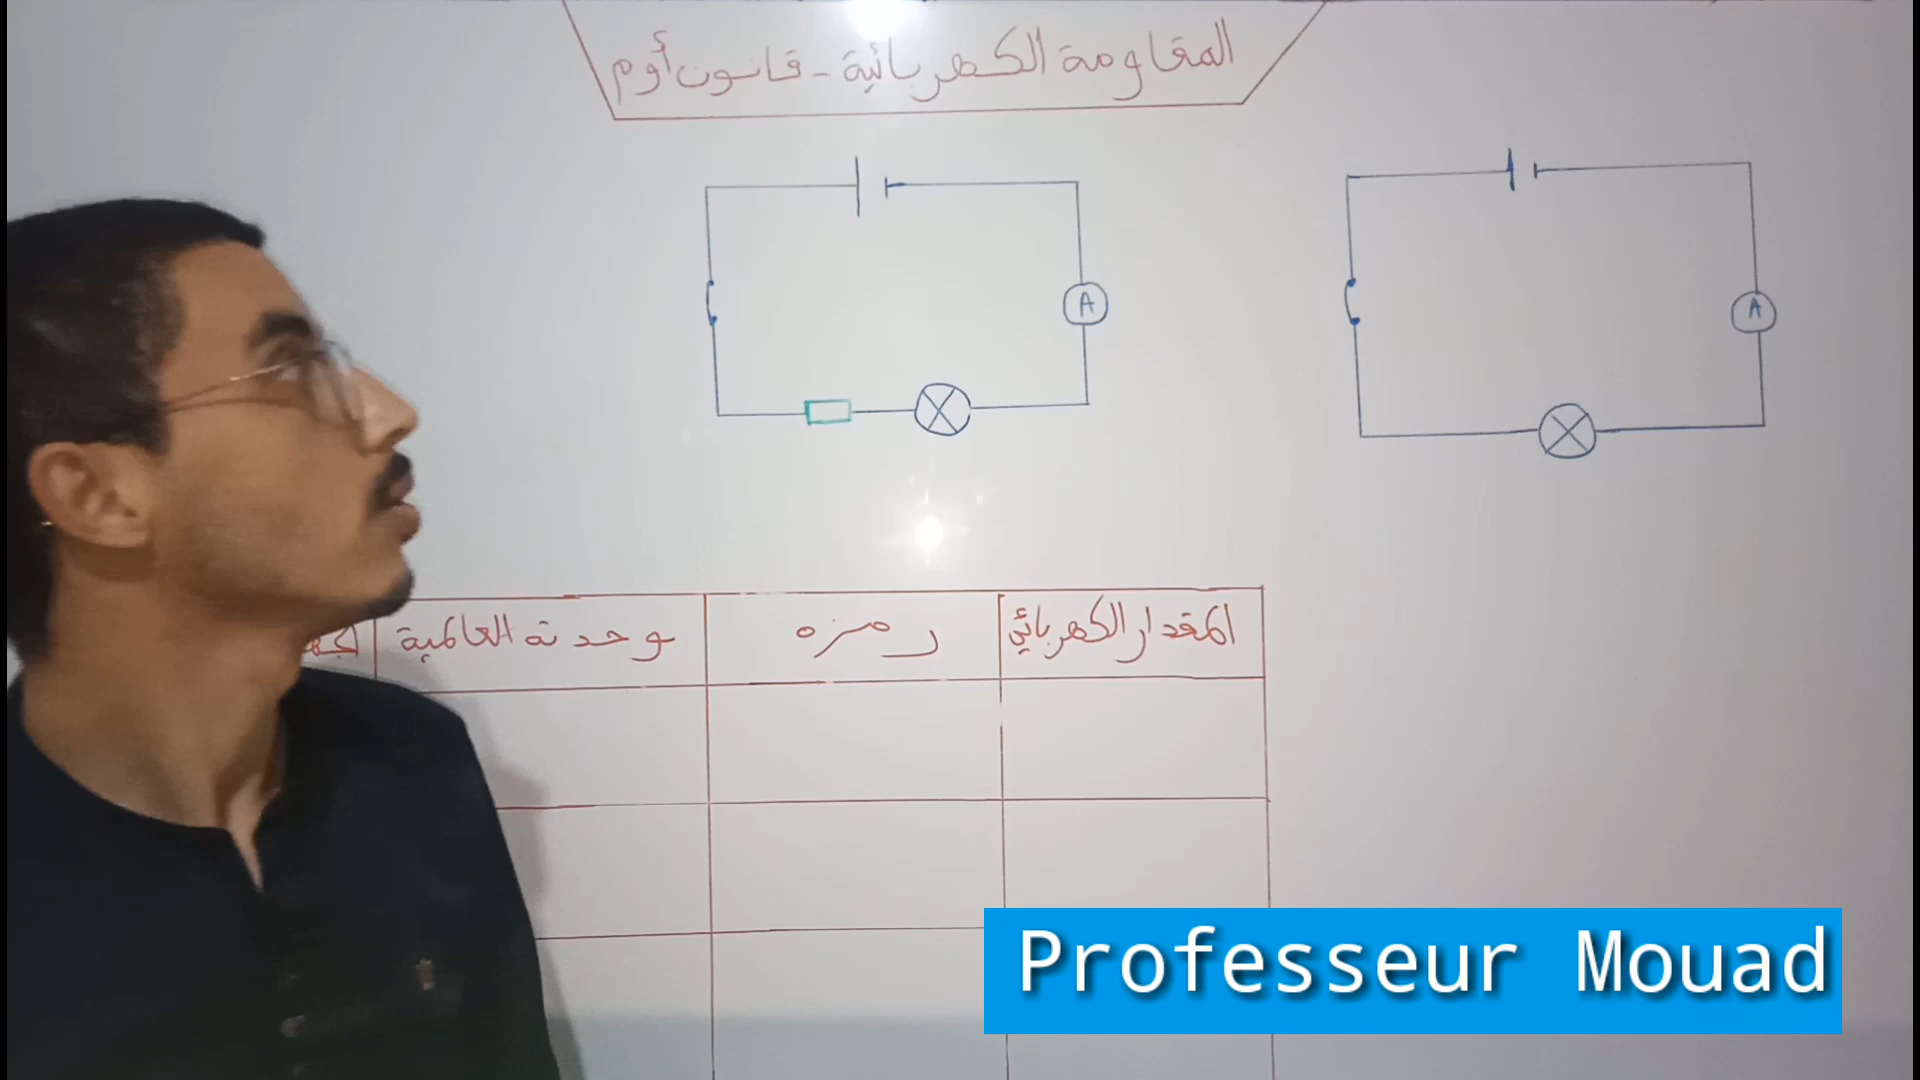 المقاومة الكهربائية - قانون أوم
A
A
المقدار الكهربائي
رمزه
وحدته العالمية
Professeur Mouad